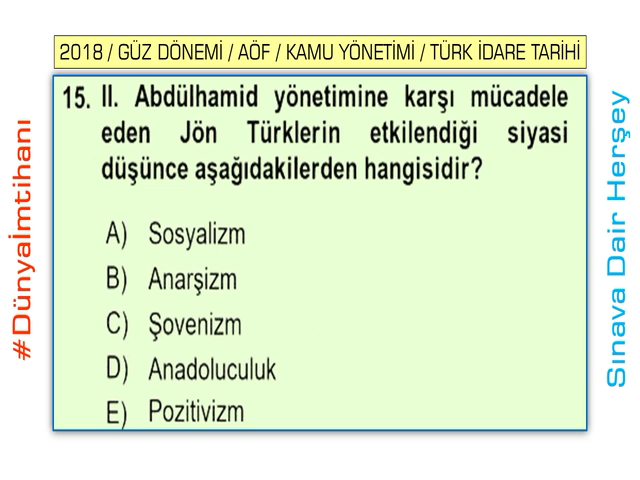 2018 / GÜZ DÖNEMİ / AÖF / KAMU YÖNETİMİ / TÜRK İDARE TARİHİ
15. II. Abdülhamid yönetimine karşı mücadele
eden Jön Türklerin etkilendiği siyasi
düşünce aşağıdakilerden hangisidir?
A) Sosyalizm
B) Anarşizm
C) Şovenizm
D) Anadoluculuk
E) Pozitivizm
#Dünyaİmtihanı
Sınava Dair Herşey